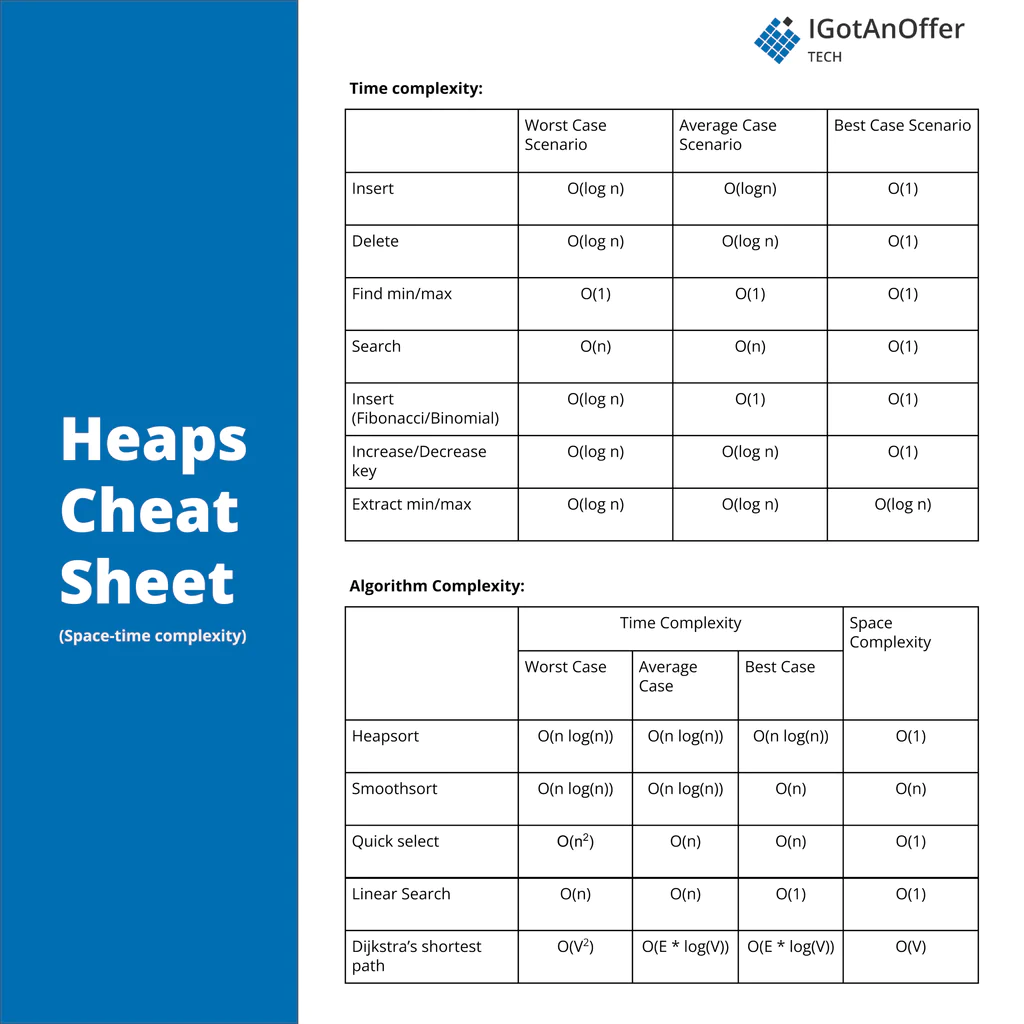 IGotAnOffer
TECH
Heaps
Cheat
Sheet
(Space-time complexity)
Time complexity:
Worst Case Scenario Average Case Scenario Best Case Scenario
Insert O(log n) O(logn) O(1)
Delete O(log n) O(log n) O(1)
Find min/max O(1) O(1) O(1)
Search O(n) O(n) O(1)
Insert (Fibonacci/Binomial) O(log n) O(1) O(1)
Increase/Decrease key O(log n) O(log n) O(1)
Extract min/max O(log n) O(log n) O(log n)
Algorithm Complexity:
Time Complexity Space Complexity
Worst Case Average Case Best Case
Heapsort O(n log(n)) O(n log(n)) O(n log(n)) O(1)
Smoothsort O(n log(n)) O(n log(n)) O(n) O(n)
Quick select O(n²) O(n) O(n) O(1)
Linear Search O(n) O(n) O(1) O(1)
Dijkstra’s shortest path O(V²) O(E * log(V)) O(E * log(V)) O(V)